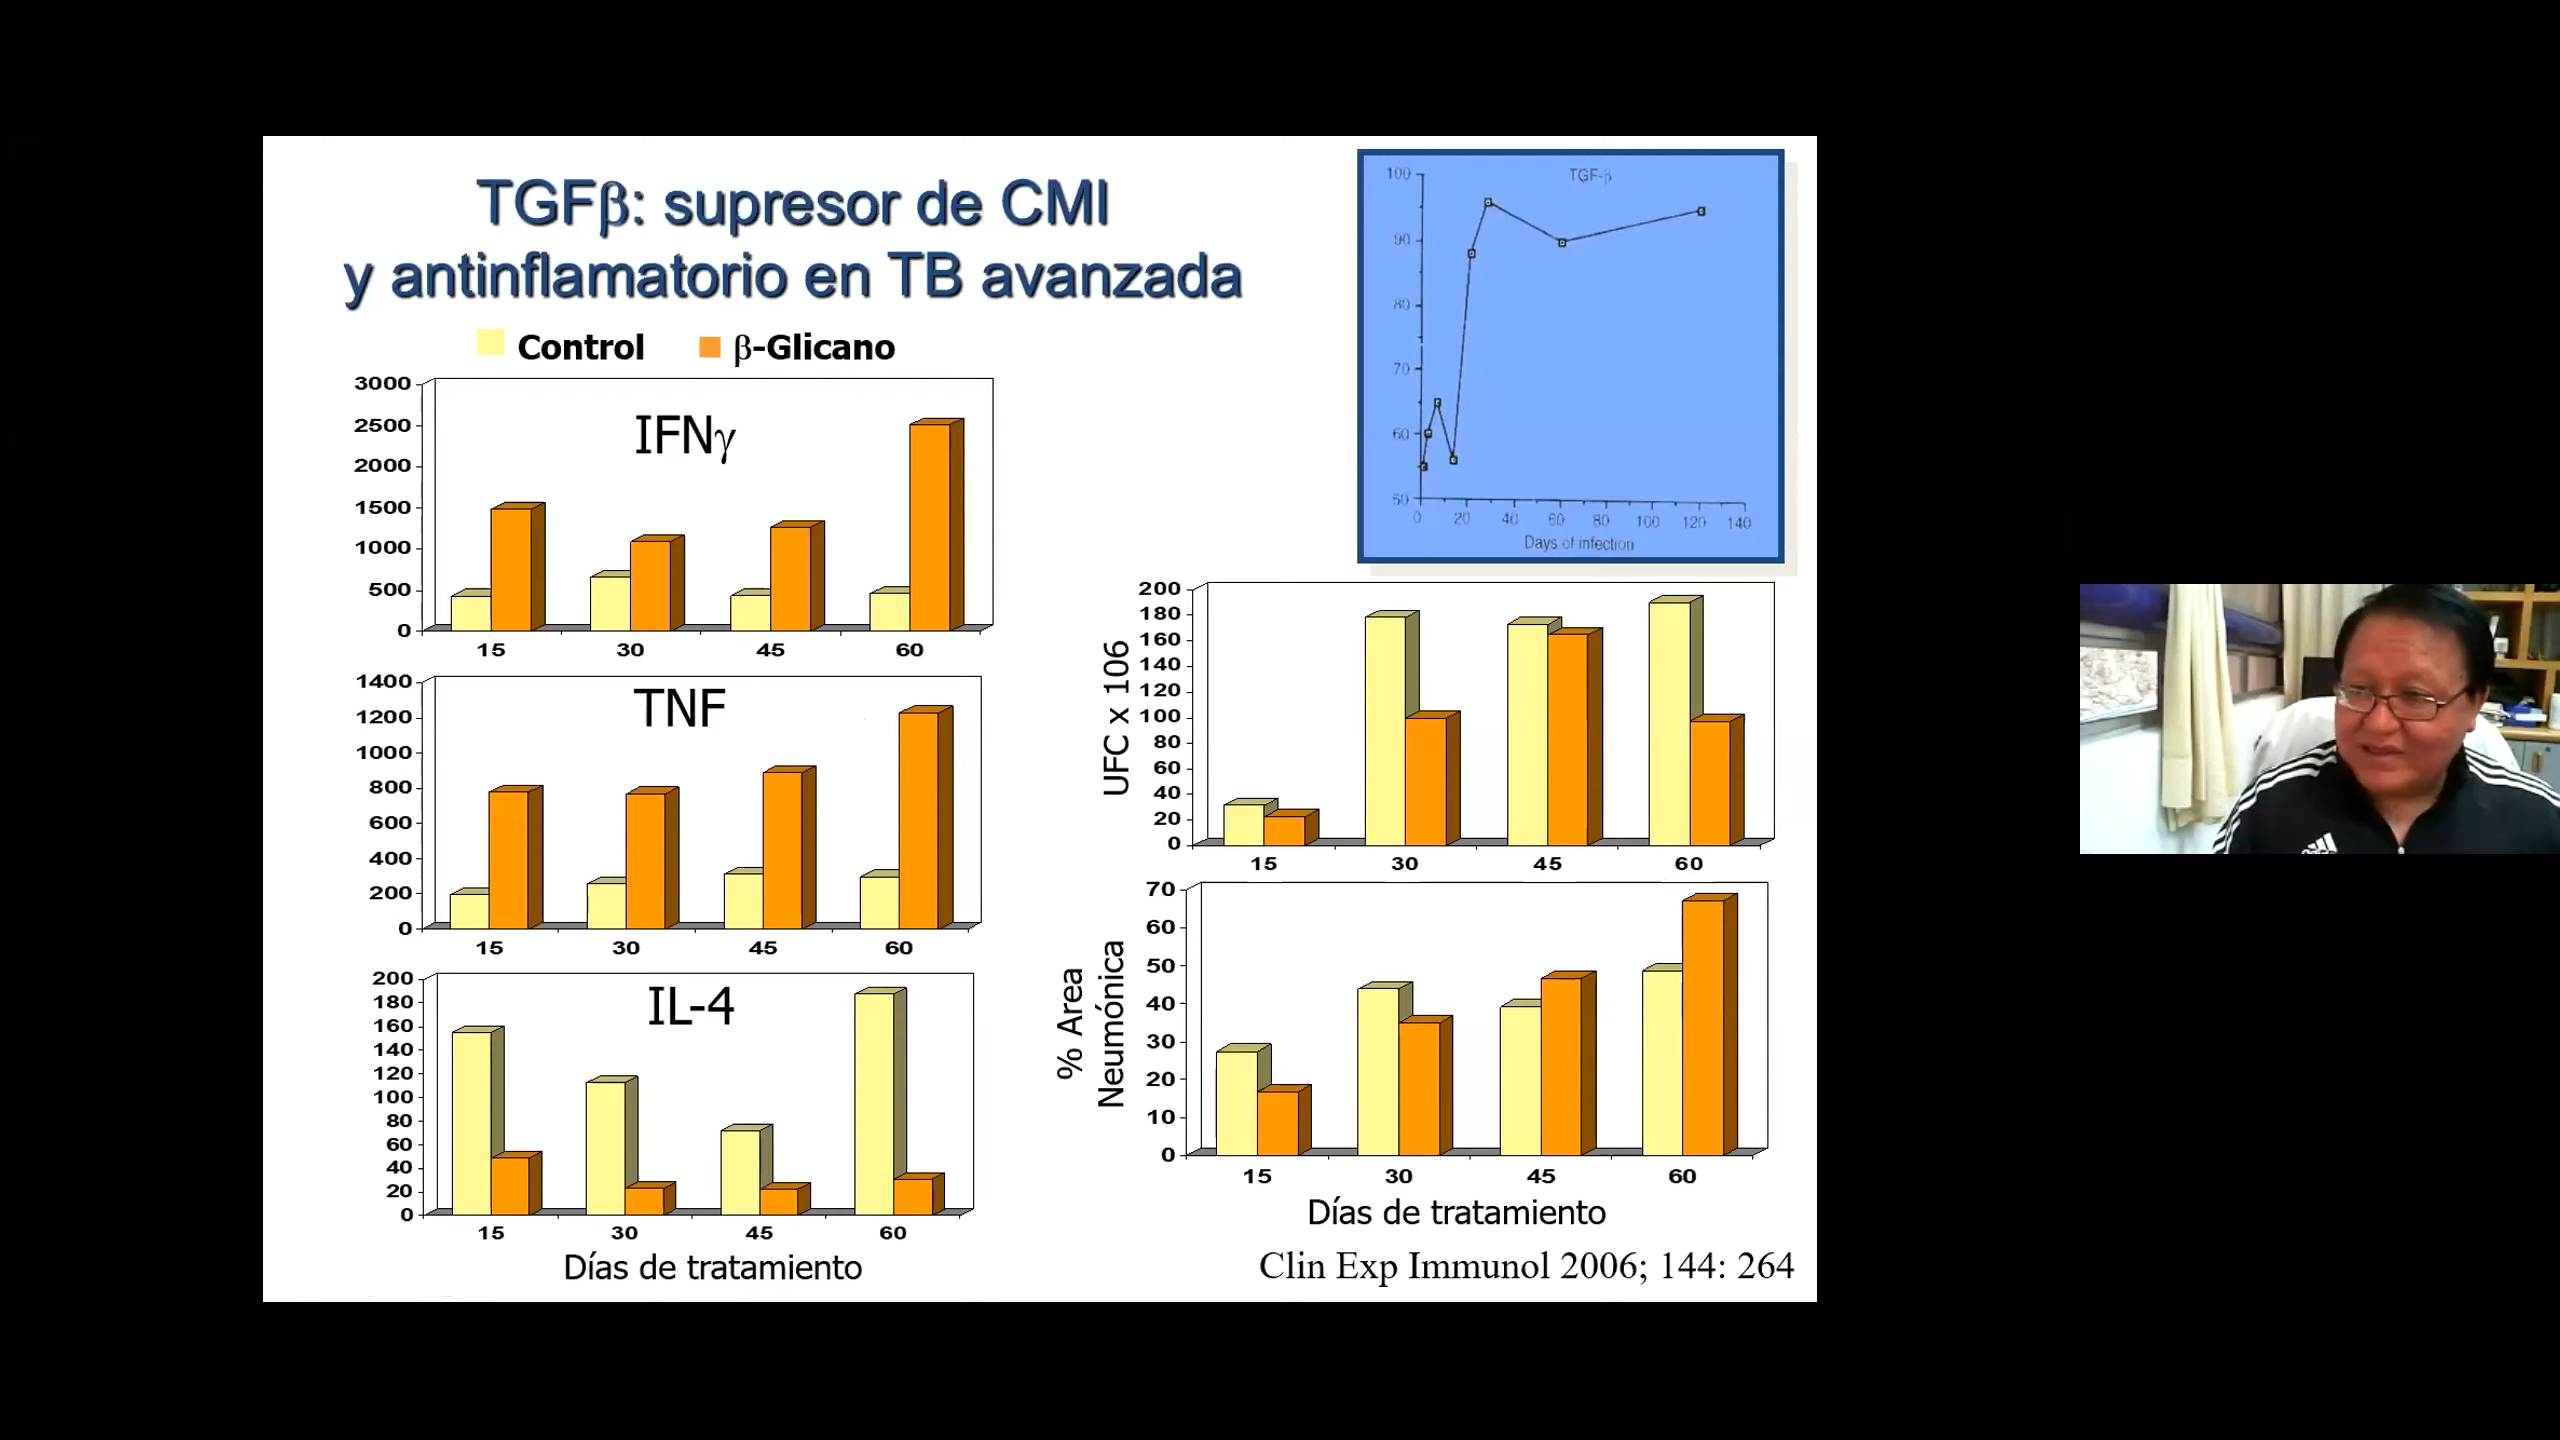 TGFβ: supresor de CMI
y antinflamatorio en TB avanzada
Control
β-Glicano
3000
2500
2000
1500
1000
500
0
IFNγ
15 30 45 60
1400
1200
1000
800
600
400
200
0
TNF
15 30 45 60
200
180
160
140
120
100
80
60
40
20
0
IL-4
15 30 45 60
Días de tratamiento
TGF-β
100
90
80
70
60
50
0 20 40 60 80 100 120 140
Days of infection
UFC x 106
200
180
160
140
120
100
80
60
40
20
0
15 30 45 60
% Area
Neumónica
70
60
50
40
30
20
10
0
15 30 45 60
Días de tratamiento
Clin Exp Immunol 2006; 144: 264
adidas